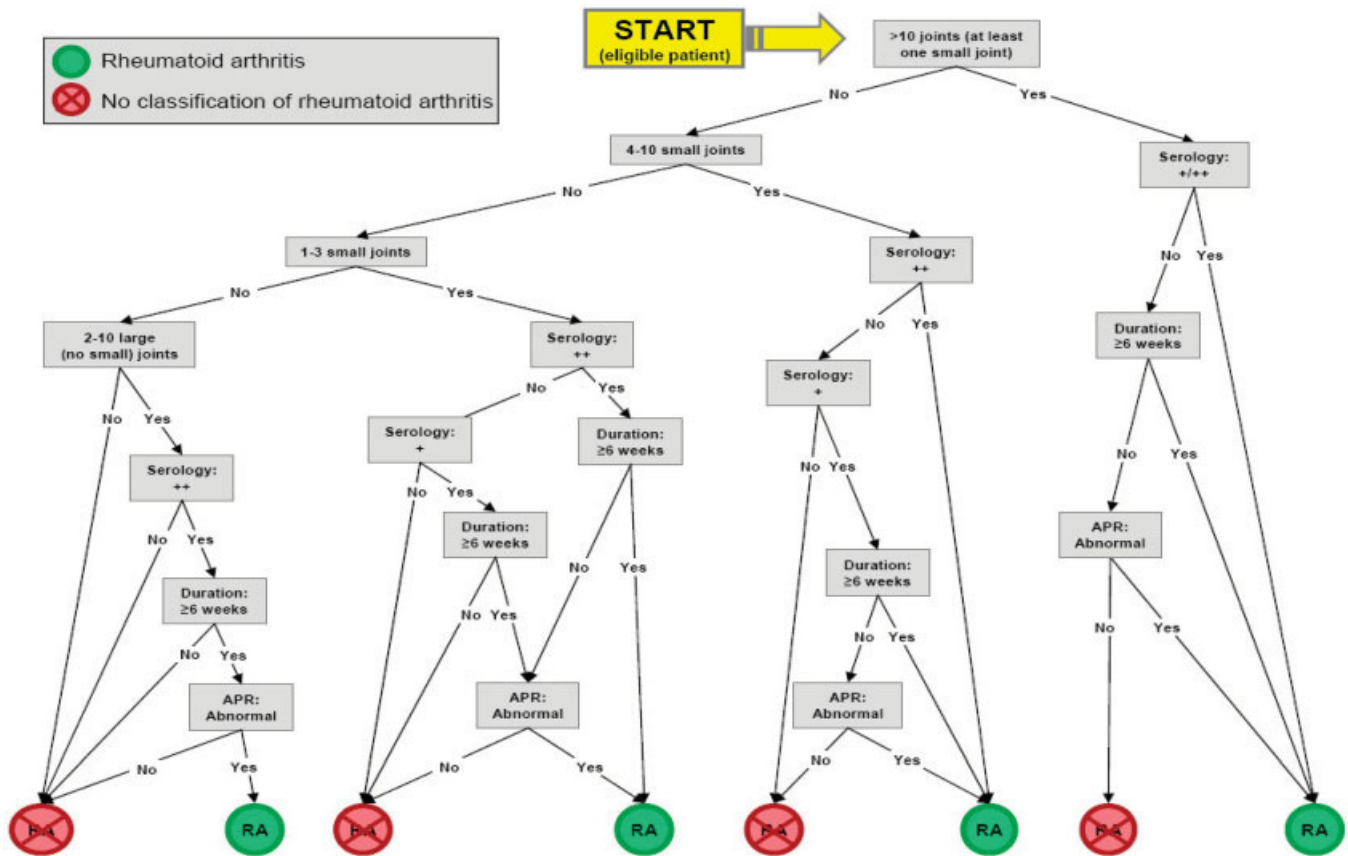 START
(eligible patient)
>10 joints (at least
one small joint)
Rheumatoid arthritis
No classification of rheumatoid arthritis
No
Yes
4-10 small joints
Serology:
+/++
No
Yes
1-3 small joints
Serology:
++
No
Yes
No
Yes
2-10 large
(no small) joints
Serology:
++
No
Yes
Duration:
≥6 weeks
Serology:
+
No
Yes
No
Yes
Serology:
+
Duration:
≥6 weeks
Serology:
++
No
Yes
No
Yes
No
Yes
Duration:
≥6 weeks
APR:
Abnormal
No
Yes
Duration:
≥6 weeks
Duration:
≥6 weeks
No
Yes
No
Yes
No
Yes
No
Yes
No
Yes
APR:
Abnormal
APR:
Abnormal
APR:
Abnormal
No
Yes
No
Yes
No
Yes
RA
RA
RA
RA
RA
RA
RA
RA